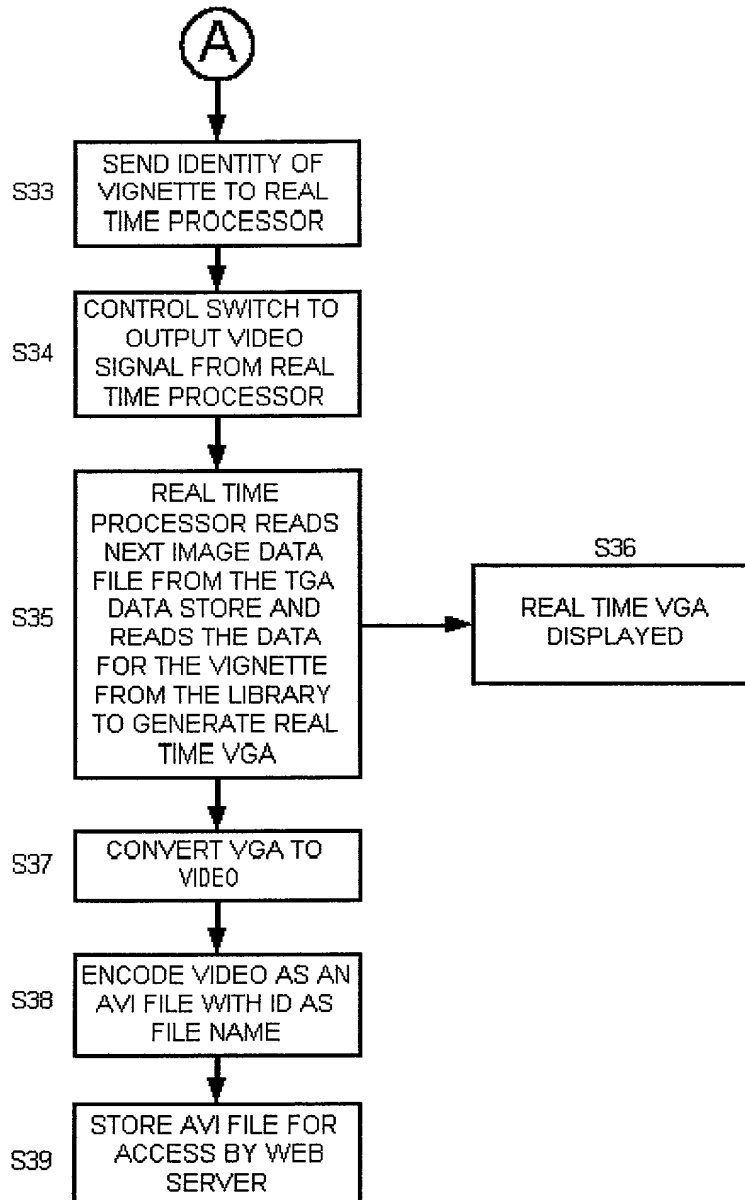 A
S33
SEND IDENTITY OF
VIGNETTE TO REAL
TIME PROCESSOR
S34
CONTROL SWITCH TO
OUTPUT VIDEO
SIGNAL FROM REAL
TIME PROCESSOR
S35
REAL TIME
PROCESSOR READS
NEXT IMAGE DATA
FILE FROM THE TGA
DATA STORE AND
READS THE DATA
FOR THE VIGNETTE
FROM THE LIBRARY
TO GENERATE REAL
TIME VGA
S36
REAL TIME VGA
DISPLAYED
S37
CONVERT VGA TO
VIDEO
S38
ENCODE VIDEO AS AN
AVI FILE WITH ID AS
FILE NAME
S39
STORE AVI FILE FOR
ACCESS BY WEB
SERVER